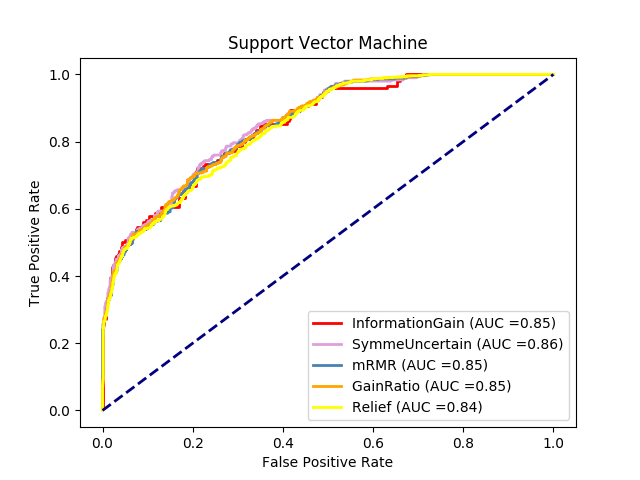 Support Vector Machine
1.0
0.8
0.6
0.4
0.2
0.0
True Positive Rate
InformationGain (AUC =0.85)
SymmeUncertain (AUC =0.86)
mRMR (AUC =0.85)
GainRatio (AUC =0.85)
Relief (AUC =0.84)
0.0 0.2 0.4 0.6 0.8 1.0
False Positive Rate